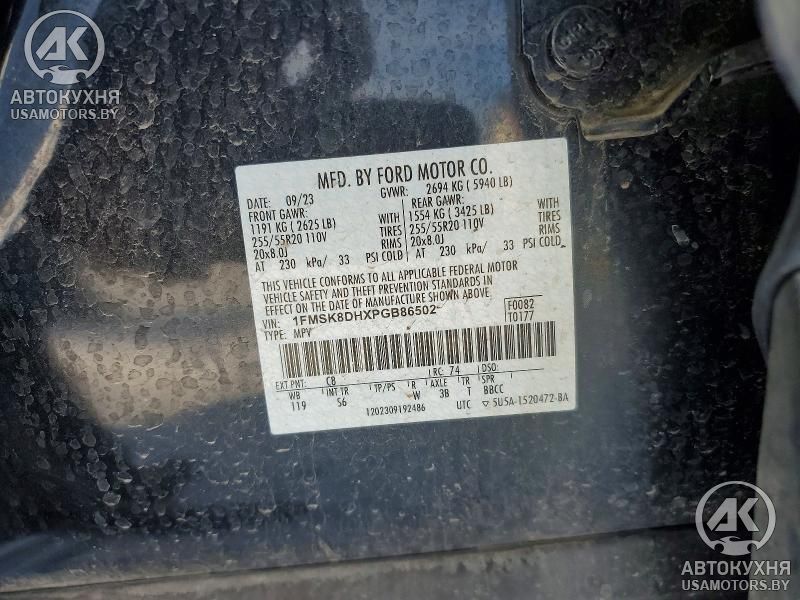 AK
АВТОКУХНЯ
USAMOTORS.BY
MFD. BY FORD MOTOR CO.
DATE: 09/23 GVWR: 2694 KG ( 5940 LB)
FRONT GAWR: REAR GAWR:
1191 KG ( 2625 LB) WITH 1554 KG ( 3425 LB) WITH
255/55R20 110V TIRES 255/55R20 110V TIRES
20x8.0J RIMS 20x8.0J RIMS
AT 230 kPa/ 33 PSI COLD AT 230 kPa/ 33 PSI COLD
THIS VEHICLE CONFORMS TO ALL APPLICABLE FEDERAL MOTOR
VEHICLE SAFETY AND THEFT PREVENTION STANDARDS IN
EFFECT ON THE DATE OF MANUFACTURE SHOWN ABOVE.
VIN: 1FMSK8DHXPGB86502 F0082
TYPE: MPV T0177
EXT PNT: C8 RC: 74 DSO:
WB INT TR TP/PS R AXLE TR SPR
119 S6 W 3B T BBCC
1202309192486 UTC ▽ 5U5A-1520472-BA
AK
АВТОКУХНЯ
USAMOTORS.BY